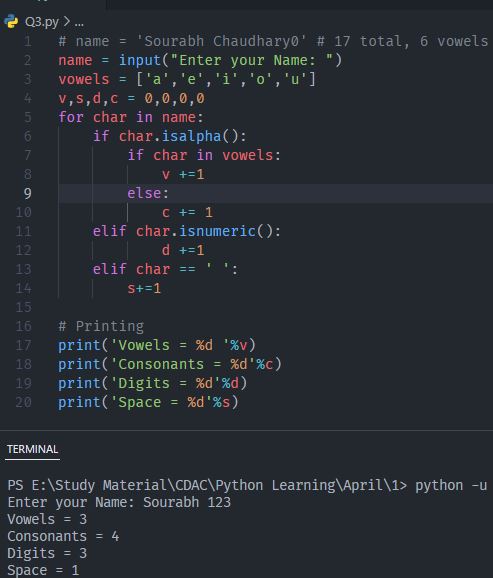 Q3.py > ...
1 # name = 'Sourabh Chaudhary0' # 17 total, 6 vowels
2 name = input("Enter your Name: ")
3 vowels = ['a','e','i','o','u']
4 v,s,d,c = 0,0,0,0
5 for char in name:
6     if char.isalpha():
7         if char in vowels:
8             v +=1
9         else:
10             c += 1
11     elif char.isnumeric():
12             d +=1
13     elif char == ' ':
14         s+=1
15
16 # Printing
17 print('Vowels = %d '%v)
18 print('Consonants = %d'%c)
19 print('Digits = %d'%d)
20 print('Space = %d'%s)
TERMINAL
PS E:\Study Material\CDAC\Python Learning\April\1> python -u
Enter your Name: Sourabh 123
Vowels = 3
Consonants = 4
Digits = 3
Space = 1